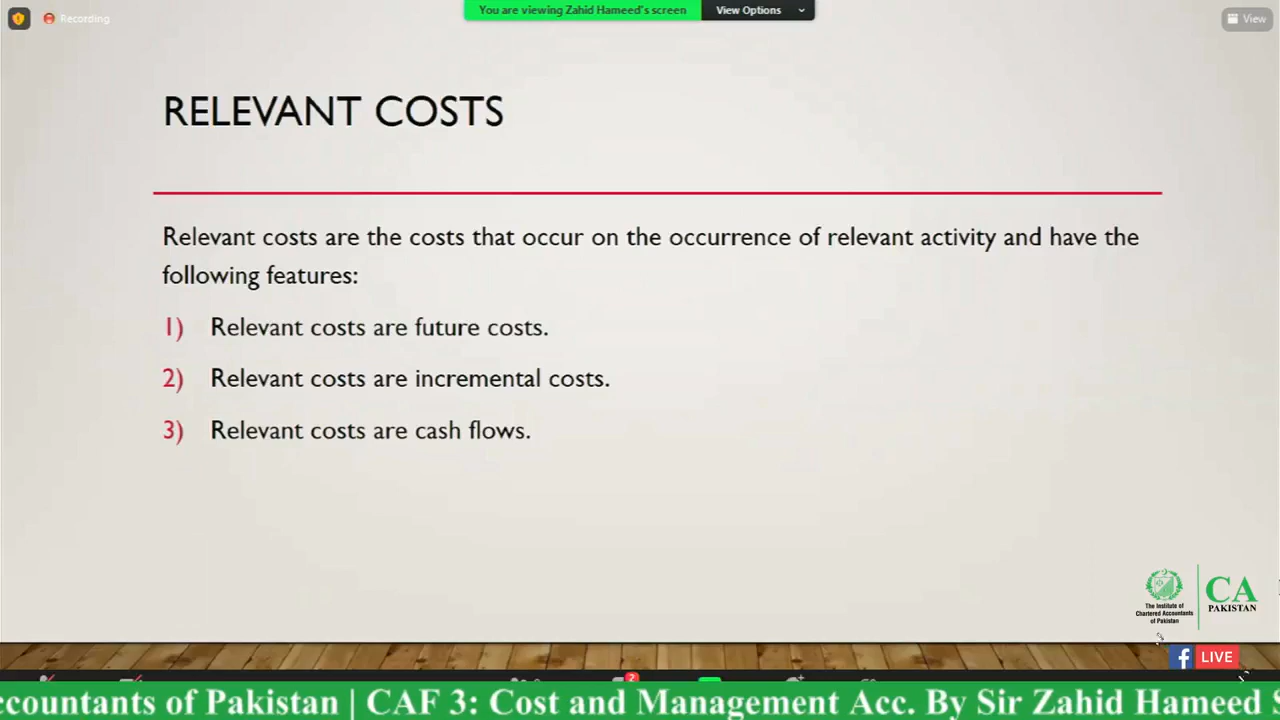 Recording
You are viewing Zahid Hameed's screen
View Options
View
RELEVANT COSTS
Relevant costs are the costs that occur on the occurrence of relevant activity and have the
following features:
1) Relevant costs are future costs.
2) Relevant costs are incremental costs.
3) Relevant costs are cash flows.
The Institute of
Chartered Accountants
of Pakistan
CA
PAKISTAN
f LIVE
2
ccountants of Pakistan | CAF 3: Cost and Management Acc. By Sir Zahid Hameed S